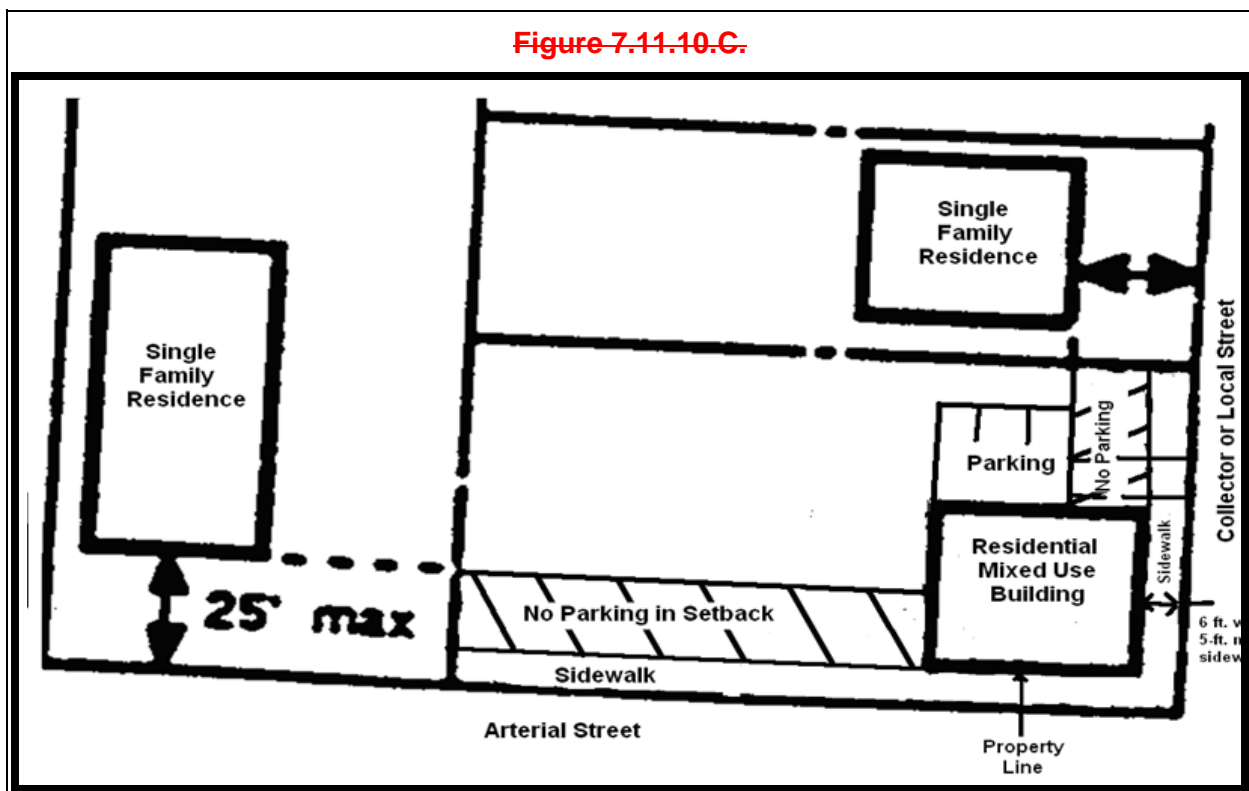 Figure 7.11.10.C.
Single
Family
Residence
Single
Family
Residence
Collector or Local Street
No Parking
Parking
Residential
Mixed Use
Building
Sidewalk
25' max
No Parking in Setback
6 ft.
5-ft.
Sidewalk
Arterial Street
Property
Line